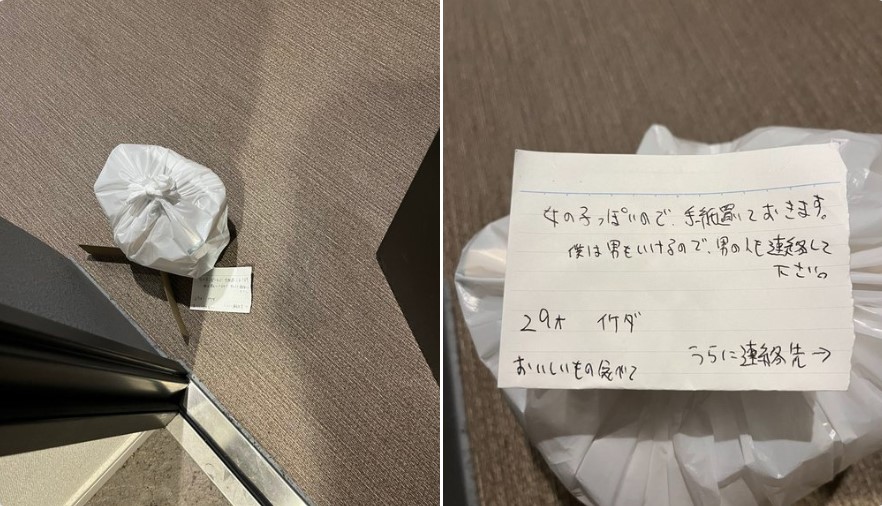 女の子っぽいので、手紙置いておきます。
僕は男もいけるので、男の人も連絡して
下さい。
29才 イケダ
うらに連絡先→
おいしいもの食べて